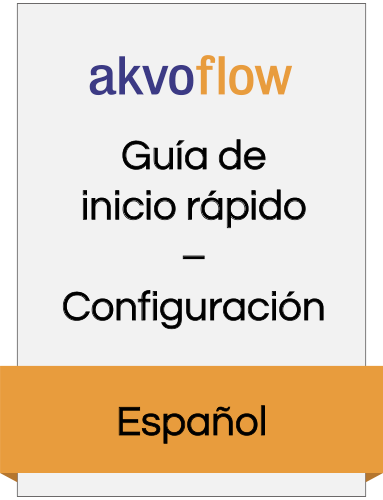 akvoflow
Guía de
inicio rápido
–
Configuración
Español